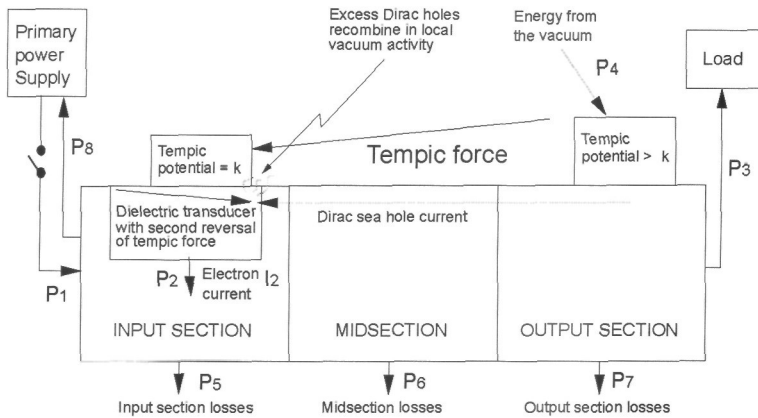 Primary
power
Supply
Excess Dirac holes
recombine in local
vacuum activity
Energy from
the vacuum
Load
P4
P8
Tempic
potential = k
Tempic force
Tempic
potential > k
P3
Dielectric transducer
with second reversal
of tempic force
Dirac sea hole current
P1
P2 Electron I2
current
INPUT SECTION
MIDSECTION
OUTPUT SECTION
P5
P6
P7
Input section losses
Midsection losses
Output section losses